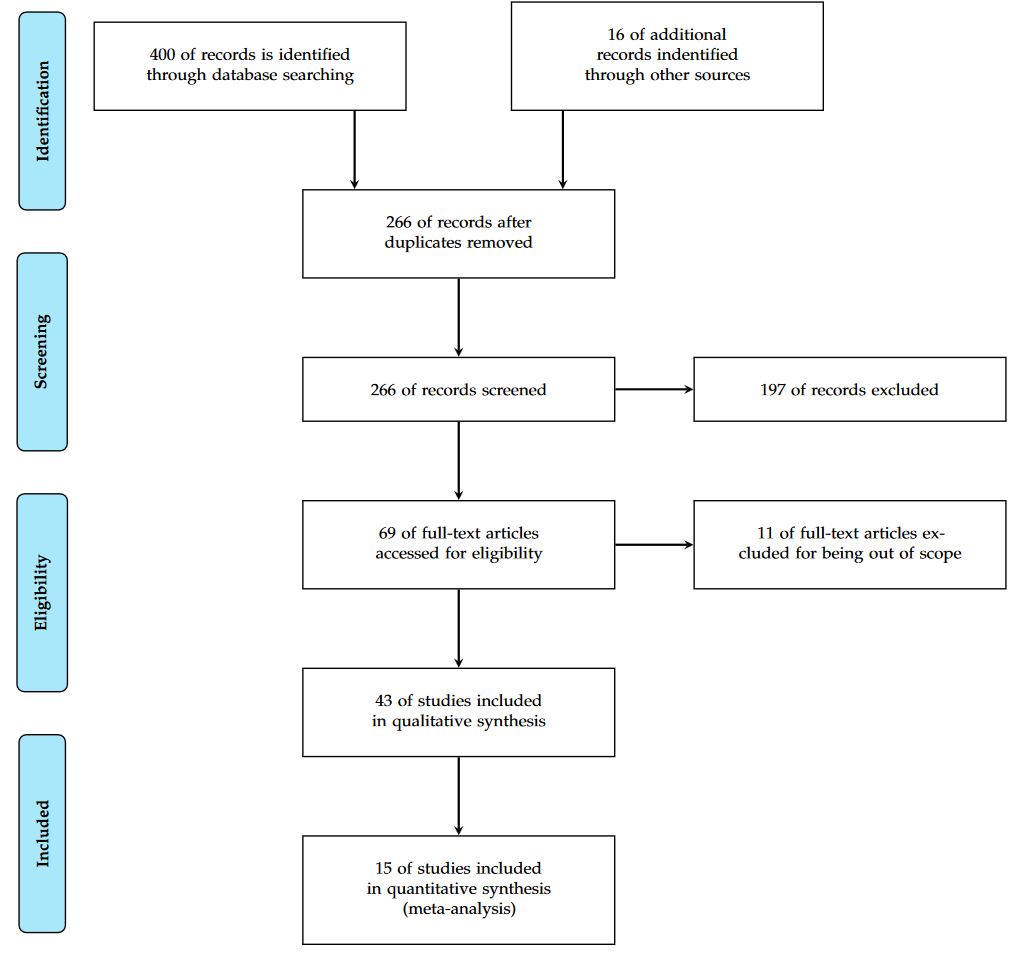 Identification
400 of records is identified
through database searching
16 of additional
records indentified
through other sources
266 of records after
duplicates removed
Screening
266 of records screened
197 of records excluded
Eligibility
69 of full-text articles
accessed for eligibility
11 of full-text articles ex-
cluded for being out of scope
43 of studies included
in qualitative synthesis
Included
15 of studies included
in quantitative synthesis
(meta-analysis)